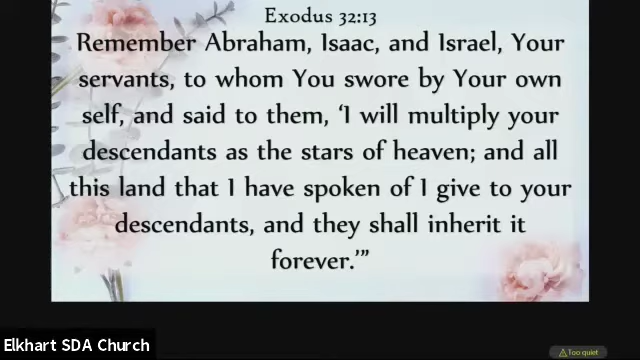 Exodus 32:13
Remember Abraham, Isaac, and Israel, Your
servants, to whom You swore by Your own
self, and said to them, ‘I will multiply your
descendants as the stars of heaven; and all
this land that I have spoken of I give to your
descendants, and they shall inherit it
forever.’”
Elkhart SDA Church
Too quiet